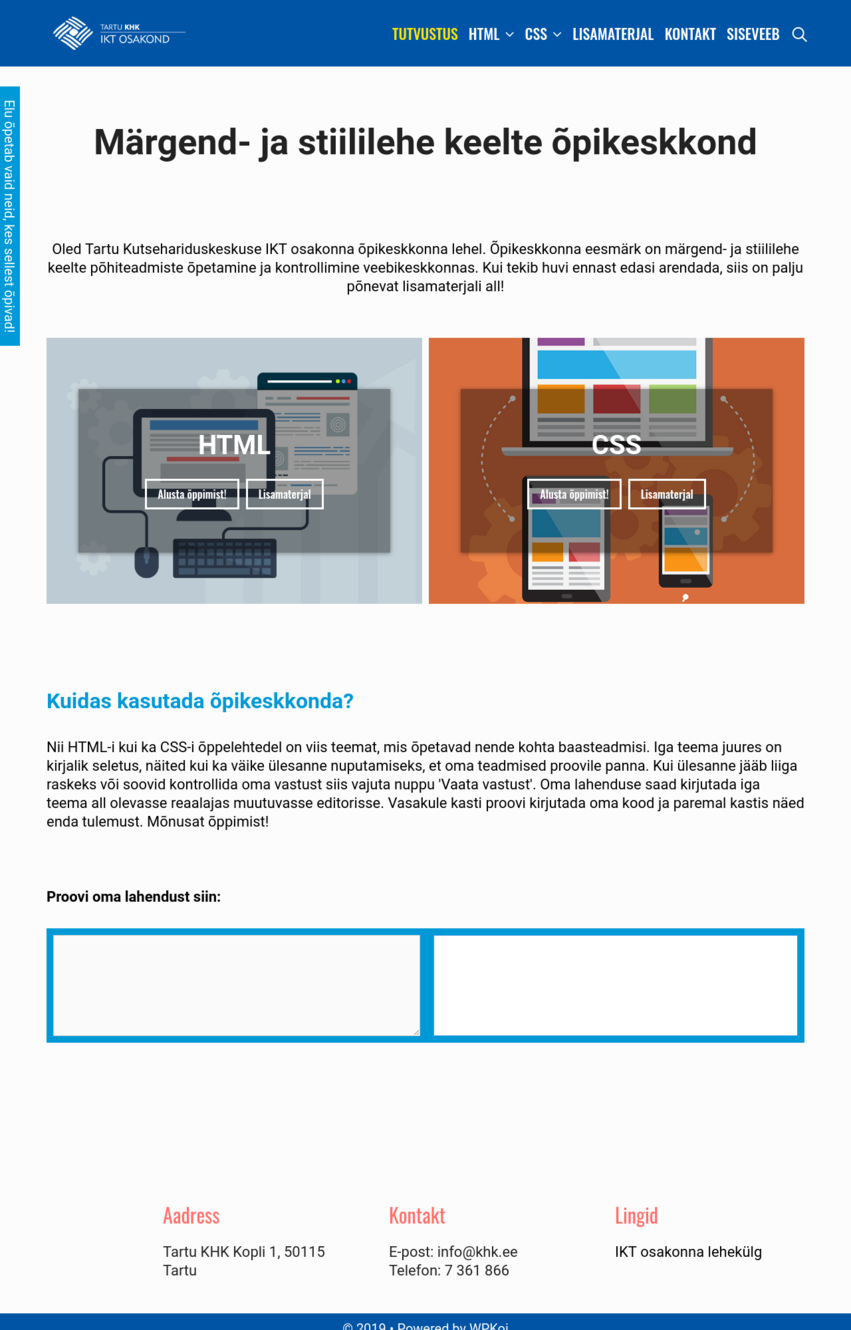 TARTU KHK
IKT OSAKOND
TUTVUSTUS HTML CSS LISAMATERJAL KONTAKT SISEVEEB
Elu õpetab vaid neid, kes sellest õpivad!
Märgend- ja stiililehe keelte õpikeskkond
Oled Tartu Kutsehariduskeskuse IKT osakonna õpikeskkonna lehel. Õpikeskkonna eesmärk on märgend- ja stiililehe
keelte põhiteadmiste õpetamine ja kontrollimine veebikeskkonnas. Kui tekib huvi ennast edasi arendada, siis on palju
põnevat lisamaterjali all!
HTML
Alusta õppimist! Lisamaterjal
CSS
Alusta õppimist! Lisamaterjal
Kuidas kasutada õpikeskkonda?
Nii HTML-i kui ka CSS-i õppelehtedel on viis teemat, mis õpetavad nende kohta baasteadmisi. Iga teema juures on
kirjalik seletus, näited kui ka väike ülesanne nuputamiseks, et oma teadmised proovile panna. Kui ülesanne jääb liiga
raskeks või soovid kontrollida oma vastust siis vajuta nuppu 'Vaata vastust'. Oma lahenduse saad kirjutada iga
teema all olevasse reaalajas muutuvasse editorisse. Vasakule kasti proovi kirjutada oma kood ja paremal kastis näed
enda tulemust. Mõnusat õppimist!
Proovi oma lahendust siin:
Aadress
Tartu KHK Kopli 1, 50115
Tartu
Kontakt
E-post: info@khk.ee
Telefon: 7 361 866
Lingid
IKT osakonna lehekülg
© 2019 • Powered by WPKoi